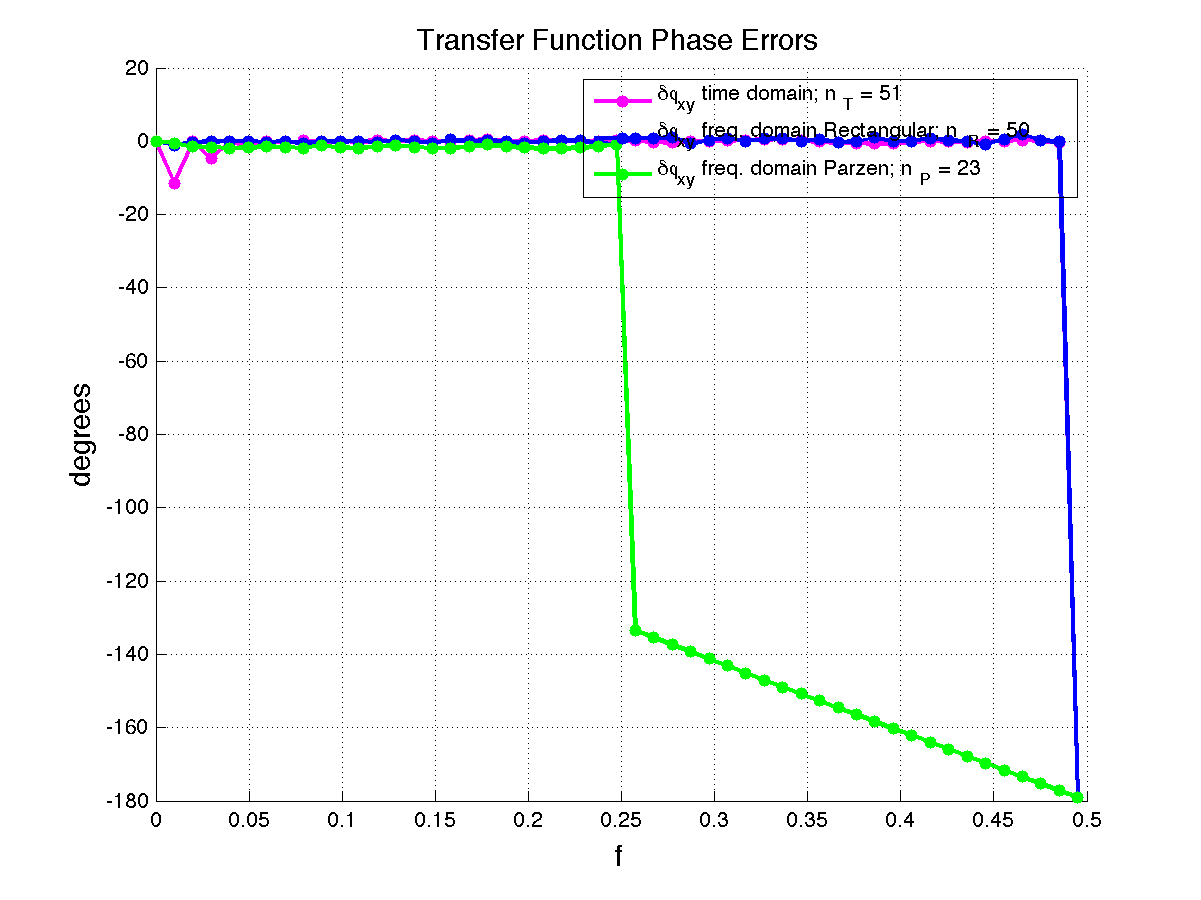 Transfer Function Phase Errors
δq xy time domain; n T = 51
δq xy freq. domain Rectangular; n R = 50
δq xy freq. domain Parzen; n P = 23
20
0
-20
-40
-60
-80
-100
-120
-140
-160
-180
degrees
0 0.05 0.1 0.15 0.2 0.25 0.3 0.35 0.4 0.45 0.5
f